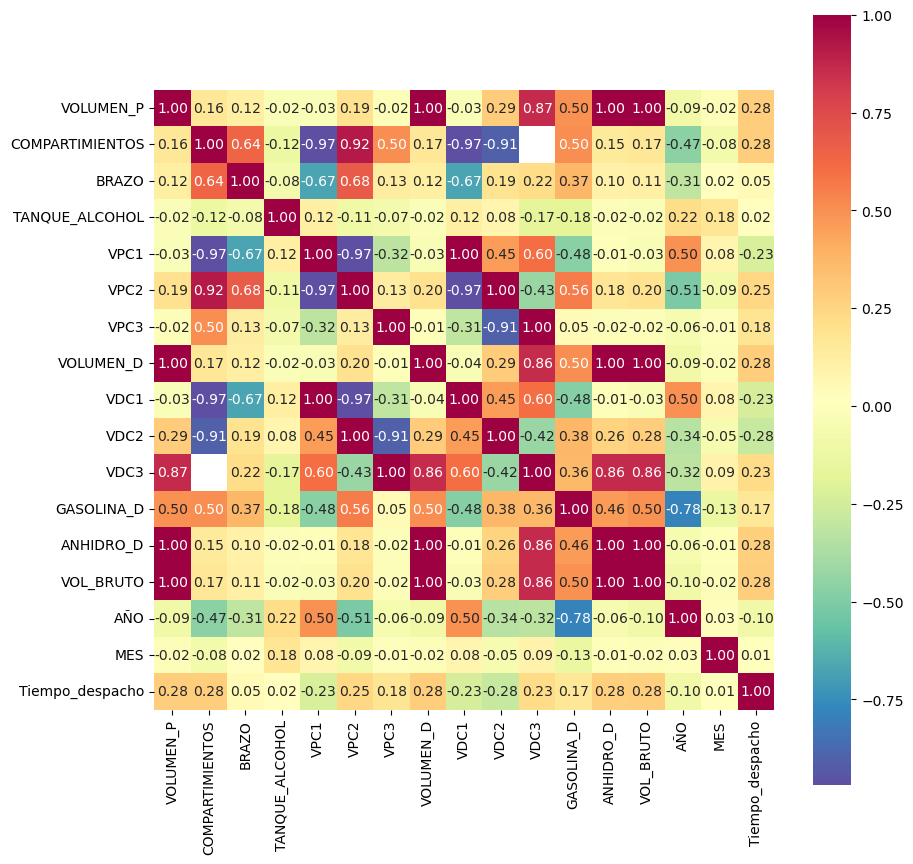 VOLUMEN_P 1.00 0.16 0.12 -0.02 -0.03 0.19 -0.02 1.00 -0.03 0.29 0.87 0.50 1.00 1.00 -0.09 -0.02 0.28
COMPARTIMIENTOS 0.16 1.00 0.64 -0.12 -0.97 0.92 0.50 0.17 -0.97 -0.91 0.50 0.15 0.17 -0.47 -0.08 0.28
BRAZO 0.12 0.64 1.00 -0.08 -0.67 0.68 0.13 0.12 -0.67 0.19 0.22 0.37 0.10 0.11 -0.31 0.02 0.05
TANQUE_ALCOHOL -0.02 -0.12 -0.08 1.00 0.12 -0.11 -0.07 -0.02 0.12 0.08 -0.17 -0.18 -0.02 -0.02 0.22 0.18 0.02
VPC1 -0.03 -0.97 -0.67 0.12 1.00 -0.97 -0.32 -0.03 1.00 0.45 0.60 -0.48 -0.01 -0.03 0.50 0.08 -0.23
VPC2 0.19 0.92 0.68 -0.11 -0.97 1.00 0.13 0.20 -0.97 1.00 -0.43 0.56 0.18 0.20 -0.51 -0.09 0.25
VPC3 -0.02 0.50 0.13 -0.07 -0.32 0.13 1.00 -0.01 -0.31 -0.91 1.00 0.05 -0.02 -0.02 -0.06 -0.01 0.18
VOLUMEN_D 1.00 0.17 0.12 -0.02 -0.03 0.20 -0.01 1.00 -0.04 0.29 0.86 0.50 1.00 1.00 -0.09 -0.02 0.28
VDC1 -0.03 -0.97 -0.67 0.12 1.00 -0.97 -0.31 -0.04 1.00 0.45 0.60 -0.48 -0.01 -0.03 0.50 0.08 -0.23
VDC2 0.29 -0.91 0.19 0.08 0.45 1.00 -0.91 0.29 0.45 1.00 -0.42 0.38 0.26 0.28 -0.34 -0.05 -0.28
VDC3 0.87 0.22 -0.17 0.60 -0.43 1.00 0.86 0.60 -0.42 1.00 0.36 0.86 0.86 -0.32 0.09 0.23
GASOLINA_D 0.50 0.50 0.37 -0.18 -0.48 0.56 0.05 0.50 -0.48 0.38 0.36 1.00 0.46 0.50 -0.78 -0.13 0.17
ANHIDRO_D 1.00 0.15 0.10 -0.02 -0.01 0.18 -0.02 1.00 -0.01 0.26 0.86 0.46 1.00 1.00 -0.06 -0.01 0.28
VOL_BRUTO 1.00 0.17 0.11 -0.02 -0.03 0.20 -0.02 1.00 -0.03 0.28 0.86 0.50 1.00 1.00 -0.10 -0.02 0.28
AÑO -0.09 -0.47 -0.31 0.22 0.50 -0.51 -0.06 -0.09 0.50 -0.34 -0.32 -0.78 -0.06 -0.10 1.00 0.03 -0.10
MES -0.02 -0.08 0.02 0.18 0.08 -0.09 -0.01 -0.02 0.08 -0.05 0.09 -0.13 -0.01 -0.02 0.03 1.00 0.01
Tiempo_despacho 0.28 0.28 0.05 0.02 -0.23 0.25 0.18 0.28 -0.23 -0.28 0.23 0.17 0.28 0.28 -0.10 0.01 1.00
VOLUMEN_P
COMPARTIMIENTOS
BRAZO
TANQUE_ALCOHOL
VPC1
VPC2
VPC3
VOLUMEN_D
VDC1
VDC2
VDC3
GASOLINA_D
ANHIDRO_D
VOL_BRUTO
AÑO
MES
Tiempo_despacho
1.00
0.75
0.50
0.25
0.00
−0.25
−0.50
−0.75